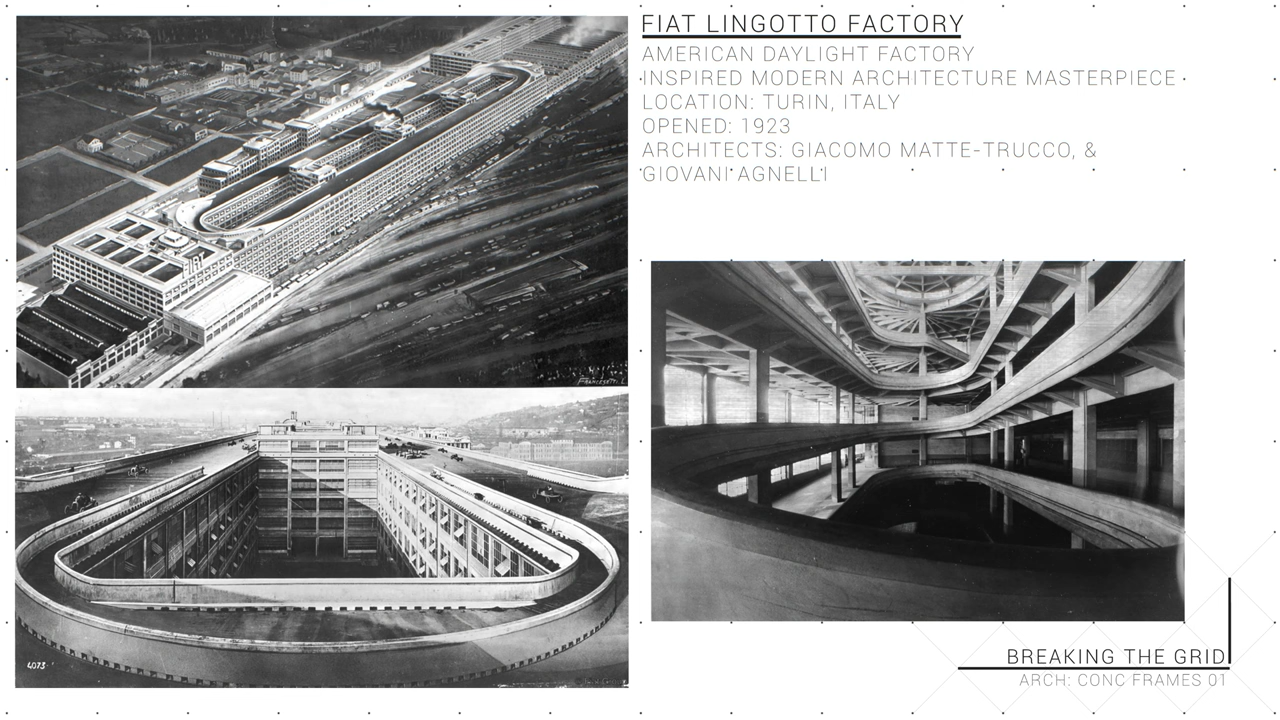 FIAT LINGOTTO FACTORY
AMERICAN DAYLIGHT FACTORY
INSPIRED MODERN ARCHITECTURE MASTERPIECE
LOCATION: TURIN, ITALY
OPENED: 1923
ARCHITECTS: GIACOMO MATTE-TRUCCO, &
GIOVANI AGNELLI
FIAT
4073
BREAKING THE GRID
ARCH: CONC FRAMES 01